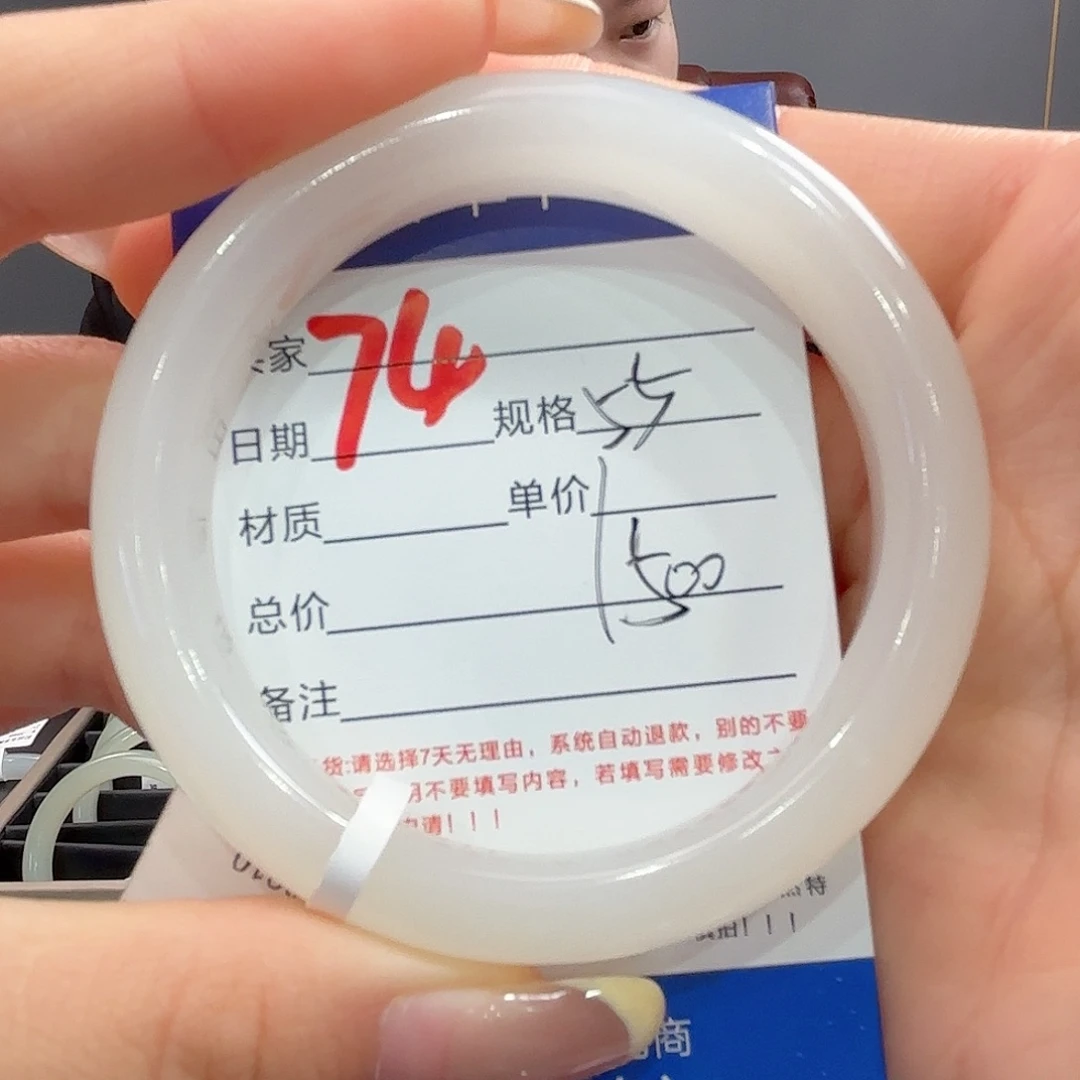 家 74
日期 规格 55
材质 单价
1500
总价
备注
货:请选择7天无理由，系统自动退款，别的不要
不要填写内容，若填写需要修改
请！！！
特
！！！
商